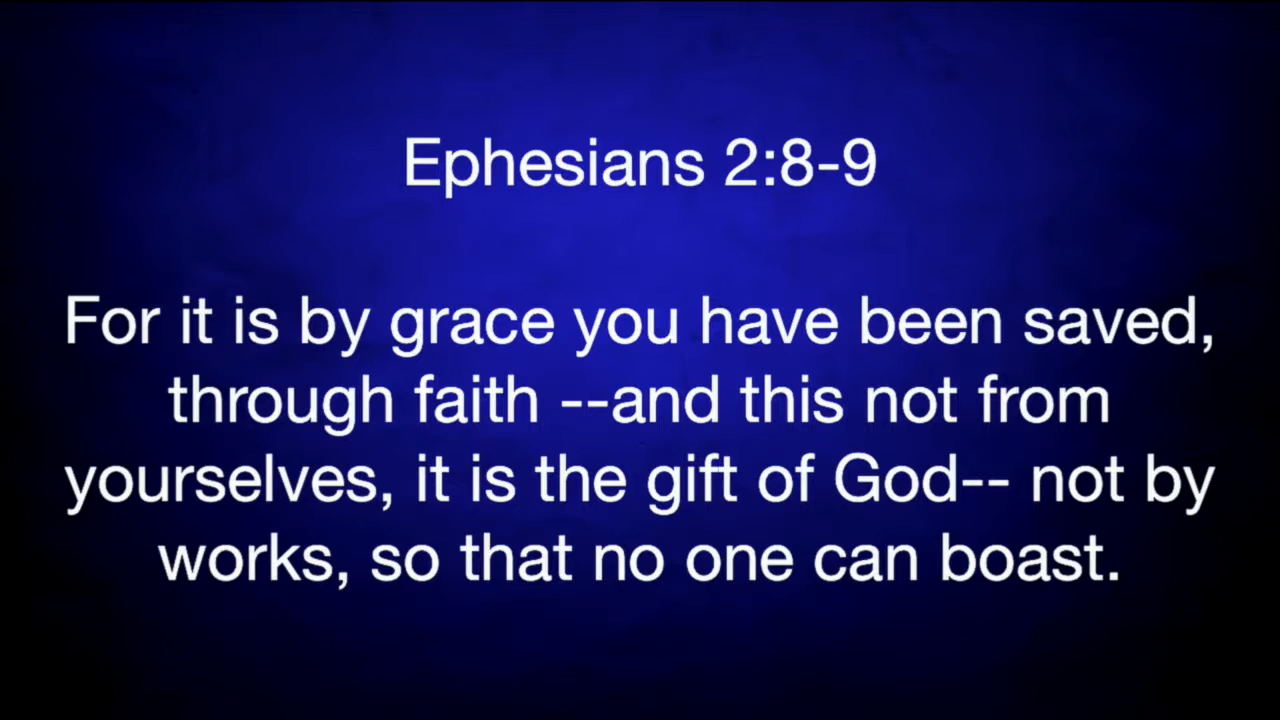 Ephesians 2:8-9
For it is by grace you have been saved,
through faith --and this not from
yourselves, it is the gift of God-- not by
works, so that no one can boast.